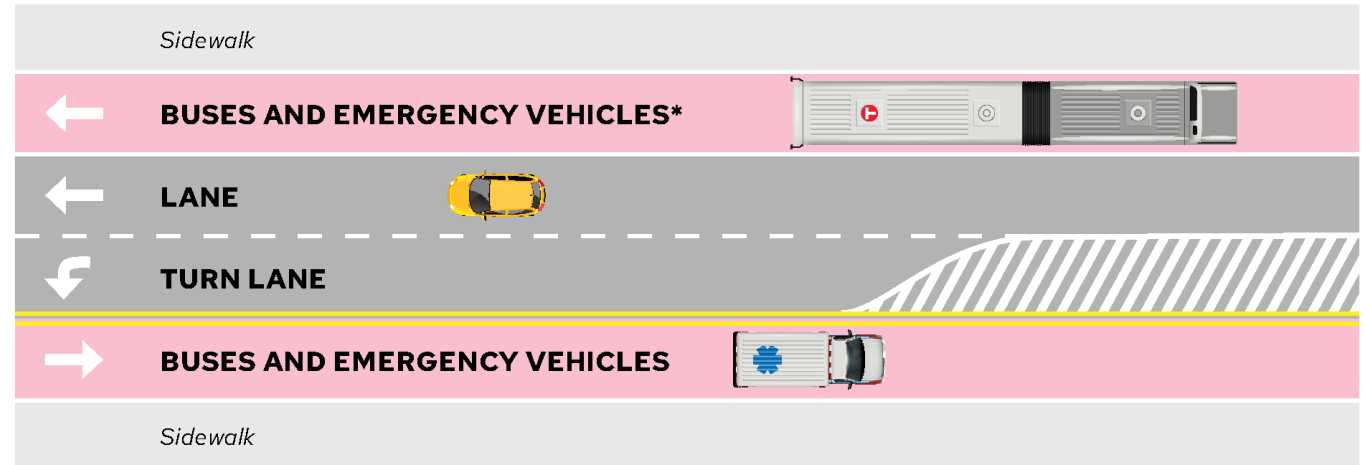 Sidewalk
BUSES AND EMERGENCY VEHICLES*
T
LANE
TURN LANE
BUSES AND EMERGENCY VEHICLES
Sidewalk